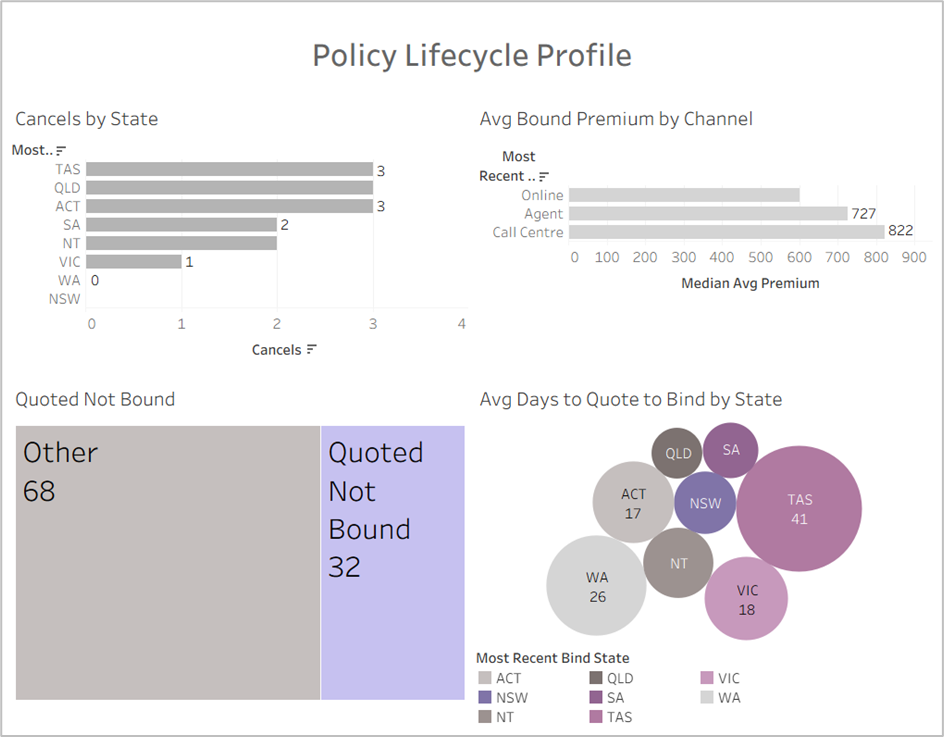 Policy Lifecycle Profile
Cancels by State
Most..
TAS 3
QLD
ACT 3
SA 2
NT
VIC 1
WA 0
NSW
0 1 2 3 4
Cancels
Avg Bound Premium by Channel
Most
Recent ..
Online
Agent 727
Call Centre 822
0 100 200 300 400 500 600 700 800 900
Median Avg Premium
Quoted Not Bound
Other
68
Quoted
Not
Bound
32
Avg Days to Quote to Bind by State
QLD
SA
ACT
17
NSW
TAS
41
NT
WA
26
VIC
18
Most Recent Bind State
ACT QLD VIC
NSW SA WA
NT TAS